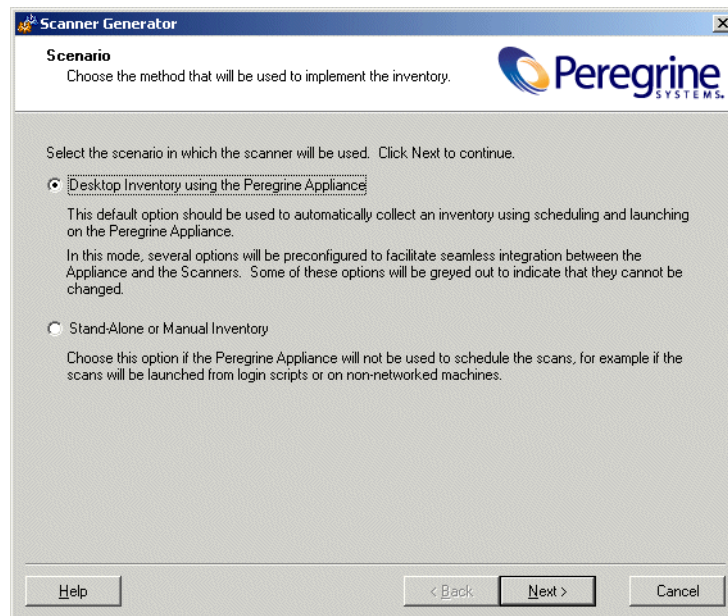 Scanner Generator
Scenario
Choose the method that will be used to implement the inventory.
Peregrine
SYSTEMS.
Select the scenario in which the scanner will be used. Click Next to continue.
Desktop Inventory using the Peregrine Appliance
This default option should be used to automatically collect an inventory using scheduling and launching
on the Peregrine Appliance.
In this mode, several options will be preconfigured to facilitate seamless integration between the
Appliance and the Scanners. Some of these options will be greyed out to indicate that they cannot be
changed.
Stand-Alone or Manual Inventory
Choose this option if the Peregrine Appliance will not be used to schedule the scans, for example if the
scans will be launched from login scripts or on non-networked machines.
Help
< Back
Next >
Cancel